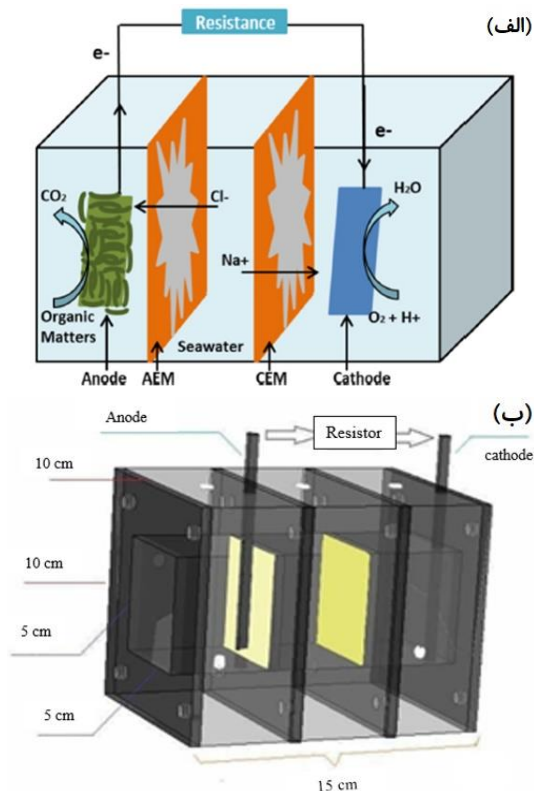 (الف)
Resistance
e-
e-
CO2
Cl-
H2O
Na+
Organic
Matters
O2 + H+
Seawater
Anode
AEM
CEM
Cathode
(ب)
Anode
Resistor
cathode
10 cm
10 cm
5 cm
5 cm
15 cm